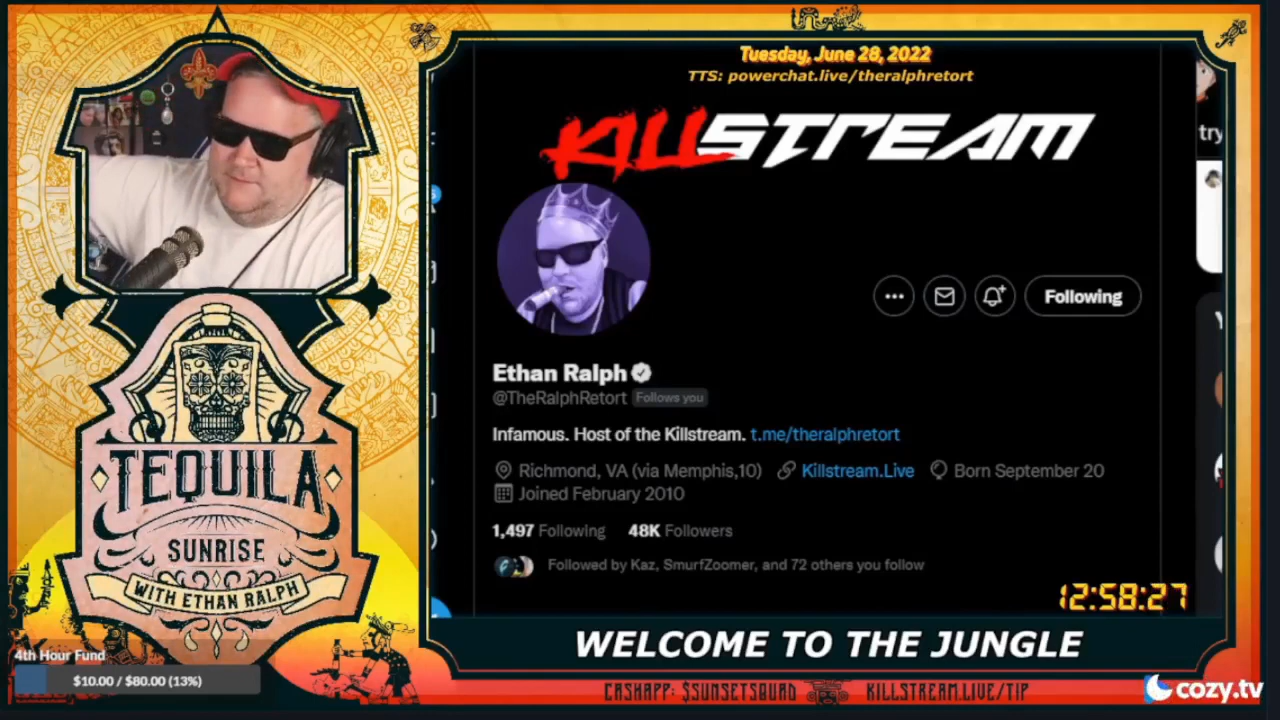 Tuesday, June 28, 2022
TTS: powerchat.live/theralphretort
KILLSTREAM
try
Following
Ethan Ralph
@TheRalphRetort Follows you
Infamous. Host of the Killstream. t.me/theralphretort
Richmond, VA (via Memphis,10) Killstream.Live Born September 20
Joined February 2010
1,497 Following 48K Followers
Followed by Kaz, SmurfZoomer, and 72 others you follow
12:58:27
TEQUILA
SUNRISE
WITH ETHAN RALPH
4th Hour Fund
$10.00 / $80.00 (13%)
WELCOME TO THE JUNGLE
CASHAPP: $SUNSETSQUAD KILLSTREAM.LIVE/TIP
cozy.tv